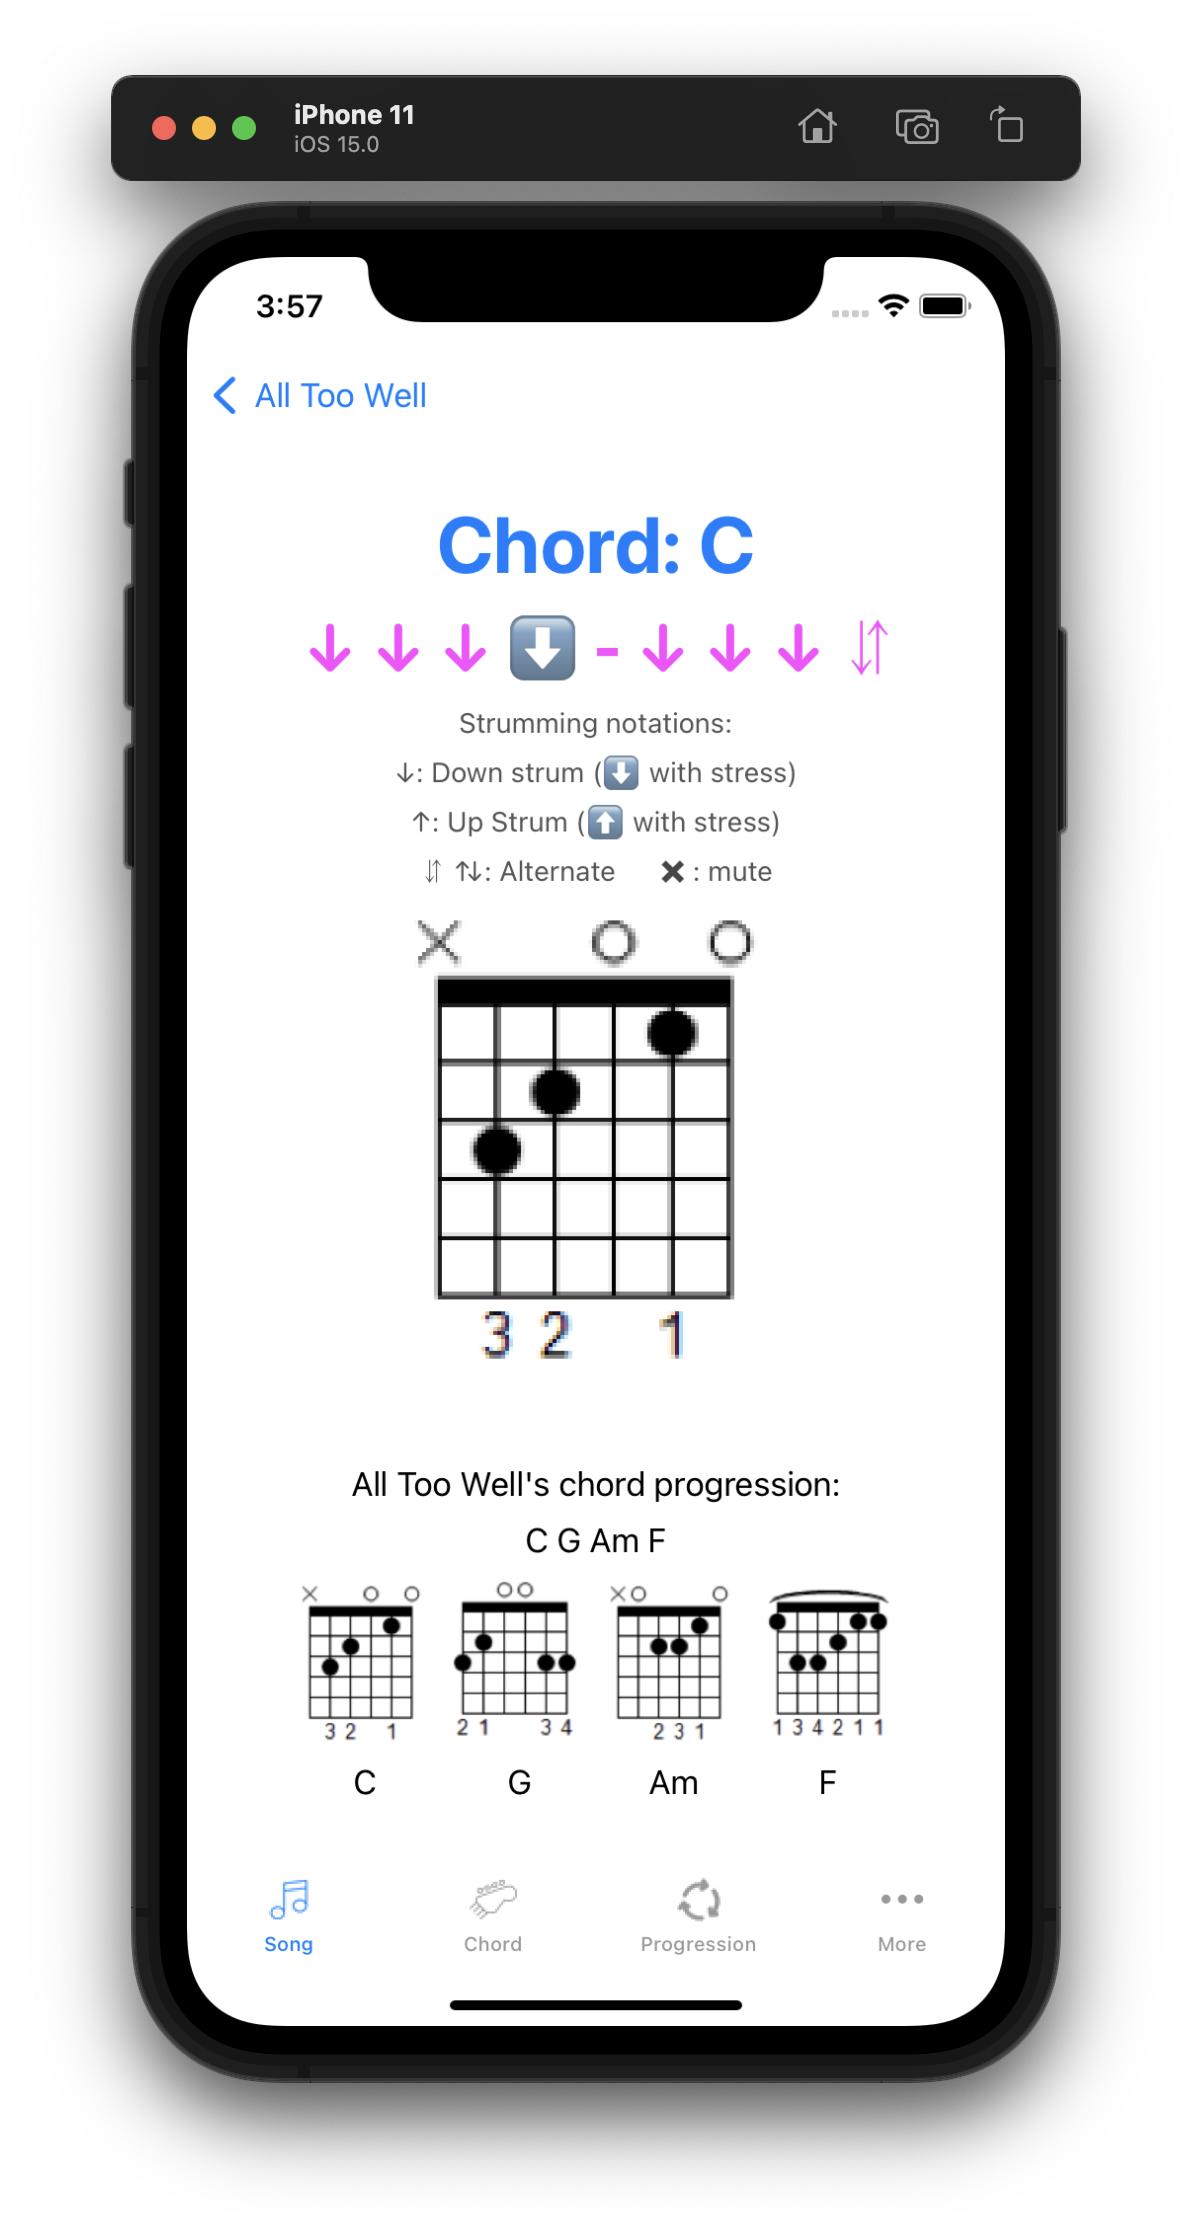 iPhone 11
iOS 15.0
3:57
All Too Well
Chord: C
↓ ↓ ↓ ⬇️ - ↓ ↓ ↓ ⥯
Strumming notations:
↓: Down strum (⬇️ with stress)
↑: Up Strum (⬆️ with stress)
⥯ ↑↓: Alternate ✖ : mute
X O O
3 2 1
All Too Well's chord progression:
C G Am F
X O O OO XO O
3 2 1 2 1 3 4 2 3 1 1 3 4 2 1 1
C G Am F
Song Chord Progression More